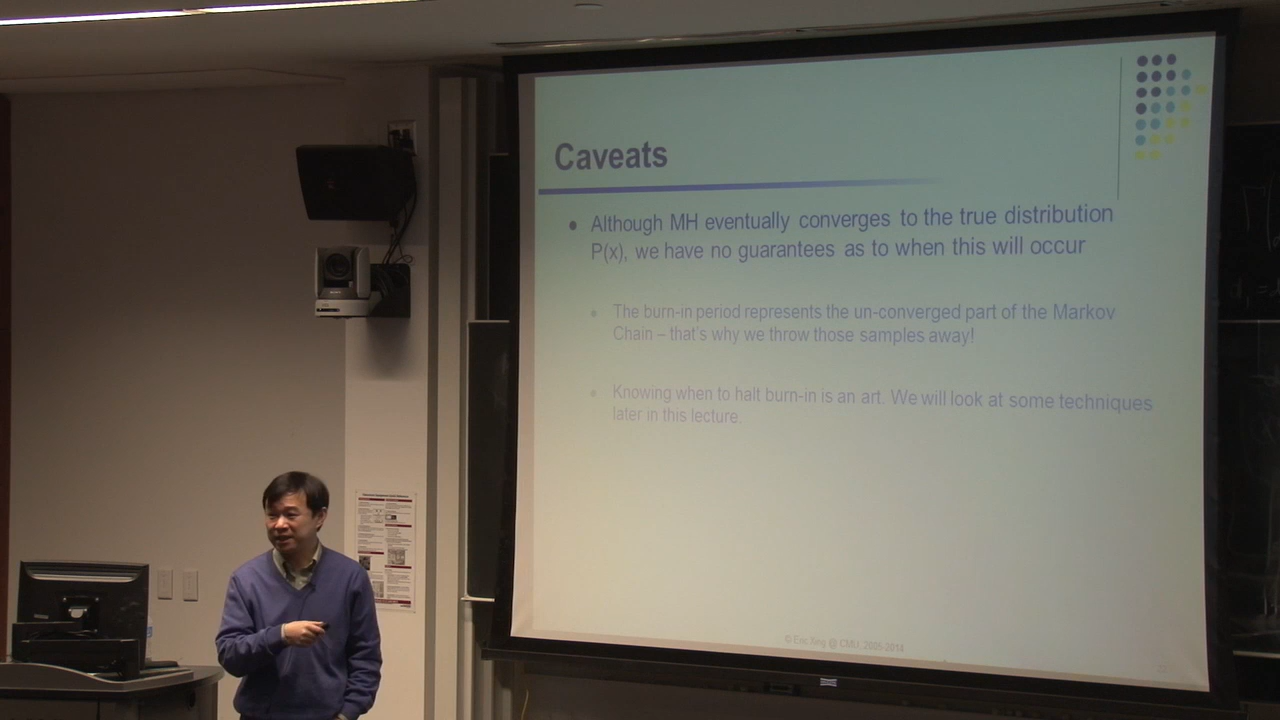 Caveats
Although MH eventually converges to the true distribution
P(x), we have no guarantees as to when this will occur
The burn-in period represents the un-converged part of the Markov
Chain – that's why we throw those samples away!
Knowing when to halt burn-in is an art. We will look at some techniques
later in this lecture.
© Eric Xing @ CMU, 2005-2014